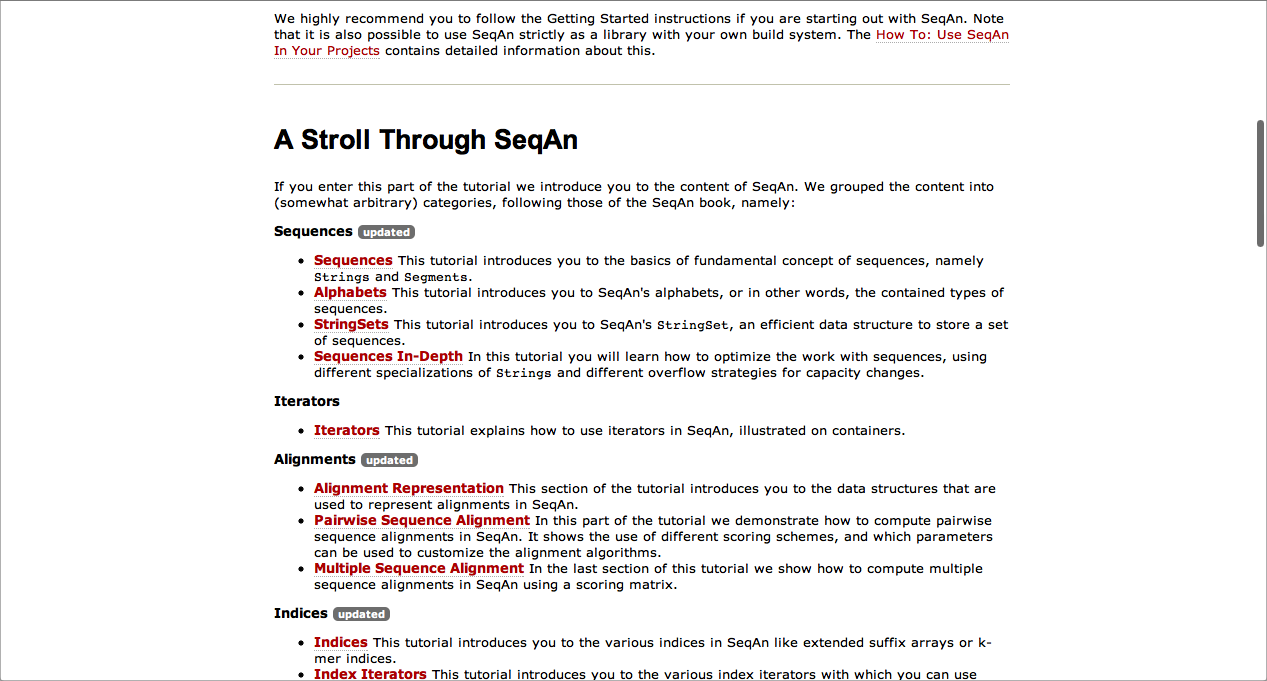 We highly recommend you to follow the Getting Started instructions if you are starting out with SeqAn. Note
that it is also possible to use SeqAn strictly as a library with your own build system. The How To: Use SeqAn
In Your Projects contains detailed information about this.
A Stroll Through SeqAn
If you enter this part of the tutorial we introduce you to the content of SeqAn. We grouped the content into
(somewhat arbitrary) categories, following those of the SeqAn book, namely:
Sequences updated
• Sequences This tutorial introduces you to the basics of fundamental concept of sequences, namely
Strings and Segments.
• Alphabets This tutorial introduces you to SeqAn's alphabets, or in other words, the contained types of
sequences.
• StringSets This tutorial introduces you to SeqAn's StringSet, an efficient data structure to store a set
of sequences.
• Sequences In-Depth In this tutorial you will learn how to optimize the work with sequences, using
different specializations of Strings and different overflow strategies for capacity changes.
Iterators
• Iterators This tutorial explains how to use iterators in SeqAn, illustrated on containers.
Alignments updated
• Alignment Representation This section of the tutorial introduces you to the data structures that are
used to represent alignments in SeqAn.
• Pairwise Sequence Alignment In this part of the tutorial we demonstrate how to compute pairwise
sequence alignments in SeqAn. It shows the use of different scoring schemes, and which parameters
can be used to customize the alignment algorithms.
• Multiple Sequence Alignment In the last section of this tutorial we show how to compute multiple
sequence alignments in SeqAn using a scoring matrix.
Indices updated
• Indices This tutorial introduces you to the various indices in SeqAn like extended suffix arrays or k-
mer indices.
• Index Iterators This tutorial introduces you to the various index iterators with which you can use